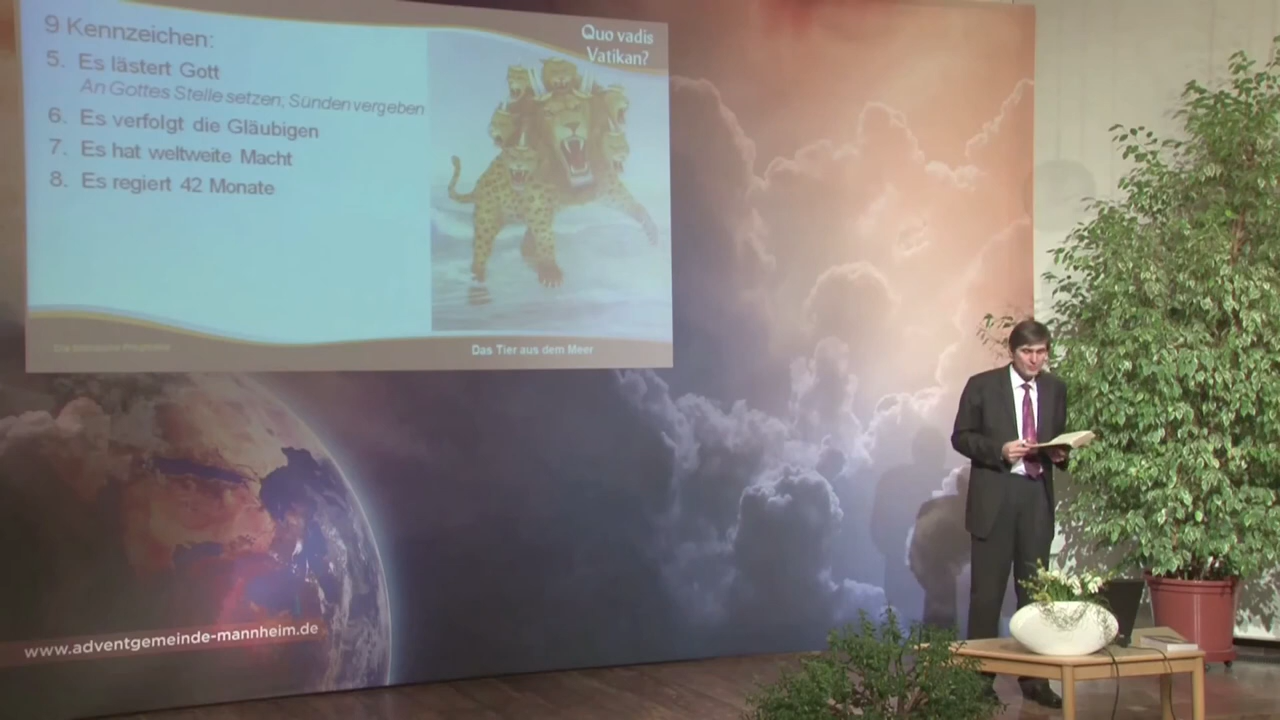 9 Kennzeichen:
Quo vadis
Vatikan?
5. Es lästert Gott
An Gottes Stelle setzen, Sünden vergeben
6. Es verfolgt die Gläubigen
7. Es hat weltweite Macht
8. Es regiert 42 Monate
Das Tier aus dem Meer
www.adventgemeinde-mannheim.de